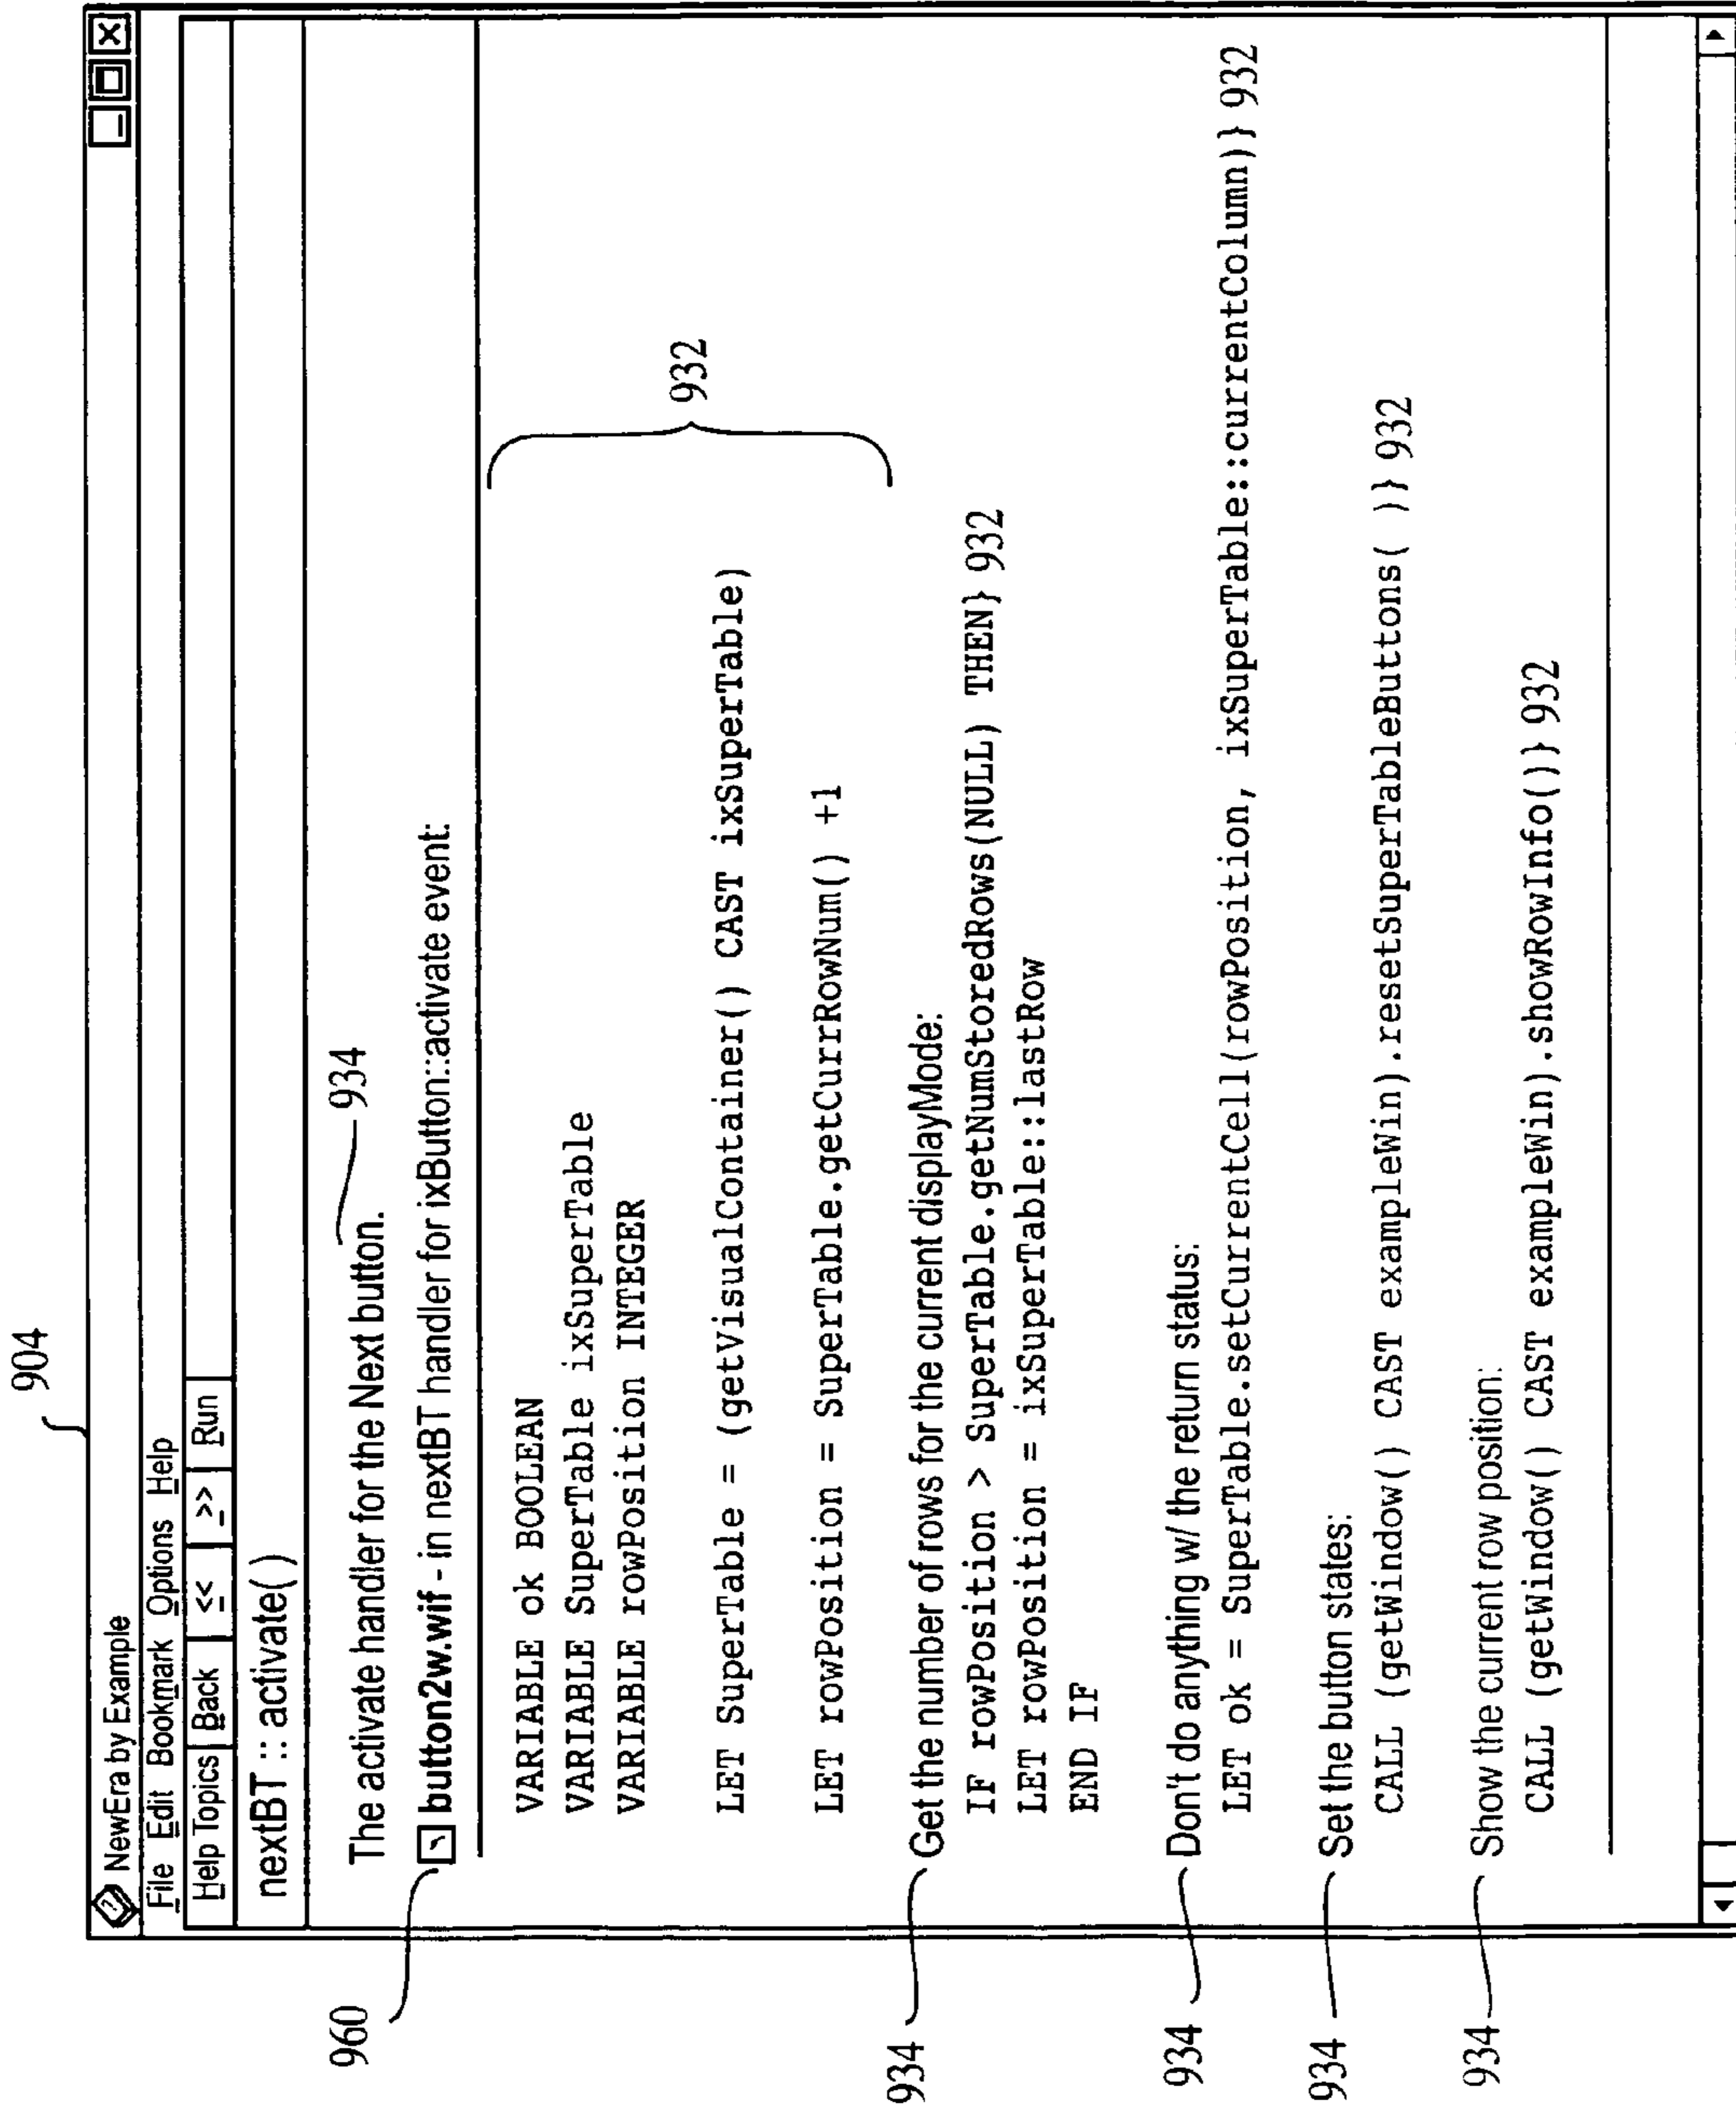 904
NewEra by Example
File Edit Bookmark Options Help
Help Topics Back << >> Run
nextBT :: activate( )
The activate handler for the Next button. 934
960 button2w.wif - in nextBT handler for ixButton::activate event:
VARIABLE ok BOOLEAN
VARIABLE SuperTable ixSuperTable
VARIABLE rowPosition INTEGER
932
LET SuperTable = (getVisualContainer() CAST ixSuperTable)
LET rowPosition = SuperTable.getCurrRowNum() +1
934 Get the number of rows for the current displayMode:
IF rowPosition > SuperTable.getNumStoredRows(NULL) THEN} 932
LET rowPosition = ixSuperTable::lastRow
END IF
934 Don't do anything w/ the return status:
LET ok = SuperTable.setCurrentCell(rowPosition, ixSuperTable::currentColumn)} 932
934 Set the button states:
CALL (getWindow() CAST exampleWin).resetSuperTableButtons( )} 932
934 Show the current row position:
CALL (getWindow() CAST exampleWin).showRowInfo()} 932